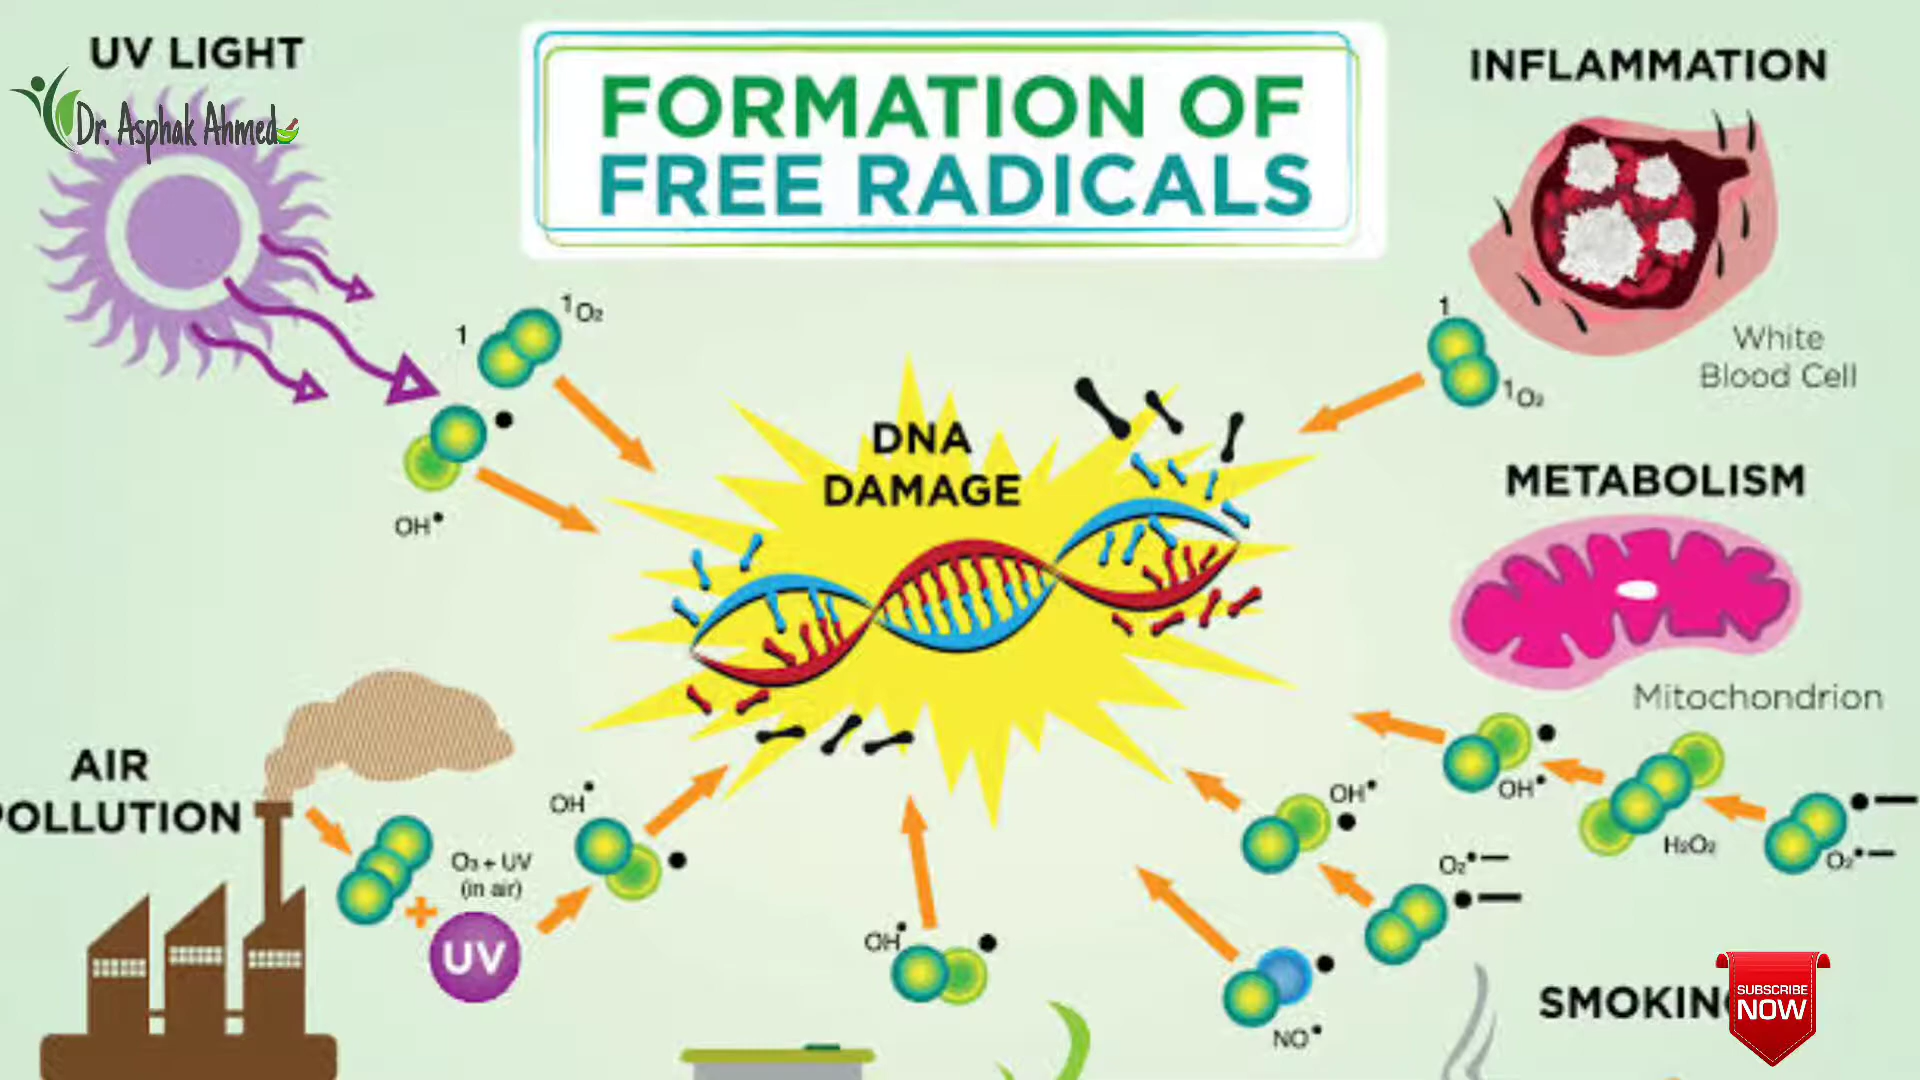 UV LIGHT
Dr. Asphak Ahmed
FORMATION OF
FREE RADICALS
INFLAMMATION
White
Blood Cell
1
¹O₂
1
¹O₂
OH•
DNA
DAMAGE
METABOLISM
Mitochondrion
OH•
H₂O₂
O₂•—
AIR
POLLUTION
O₃ + UV
(in air)
UV
OH•
OH•
OH•
O₂•—
NO•
SMOKIN
SUBSCRIBE
NOW